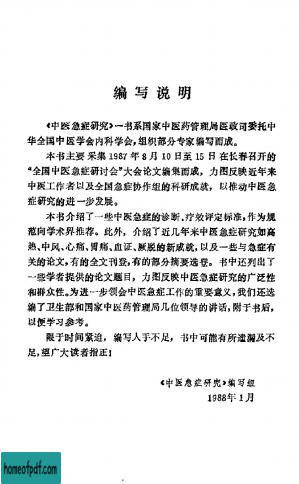 编写说明
《中医急症研究》一书系国家中医药管理局医政司委托中
华全国中医学会内科学会，组织部分专家编写而成。
本书主要采集1987年8月10日至15日在长春召开的
“全国中医急症研讨会”大会论文编集而成，力图反映近年来
中医工作者以及全国急症协作组的科研成就，以推动中医急
症研究的进一步发展。
本书介绍了一些中医急症的诊断、疗效评定标准，作为规
范向学术界推荐。此外，介绍了近几年来中医急症研究如高
热、中风、心痛、胃痛、血证、厥脱的新成就，以及一些与急症有
关的论文，有的全文刊登，有的部分摘要选登。书中还列出了
一些学者提供的论文题目，力图反映中医急症研究的广泛性
和群众性。为进一步领会中医急症工作的重要意义，我们还选
编了卫生部和国家中医药管理局几位领导的讲话，附于书后，
以便学习参考。
限于时间紧迫，编写人手不足，书中可能有所遗漏及不
足，望广大读者指正！
《中医急症研究》编写组
1988年1月
homeofpdf.com